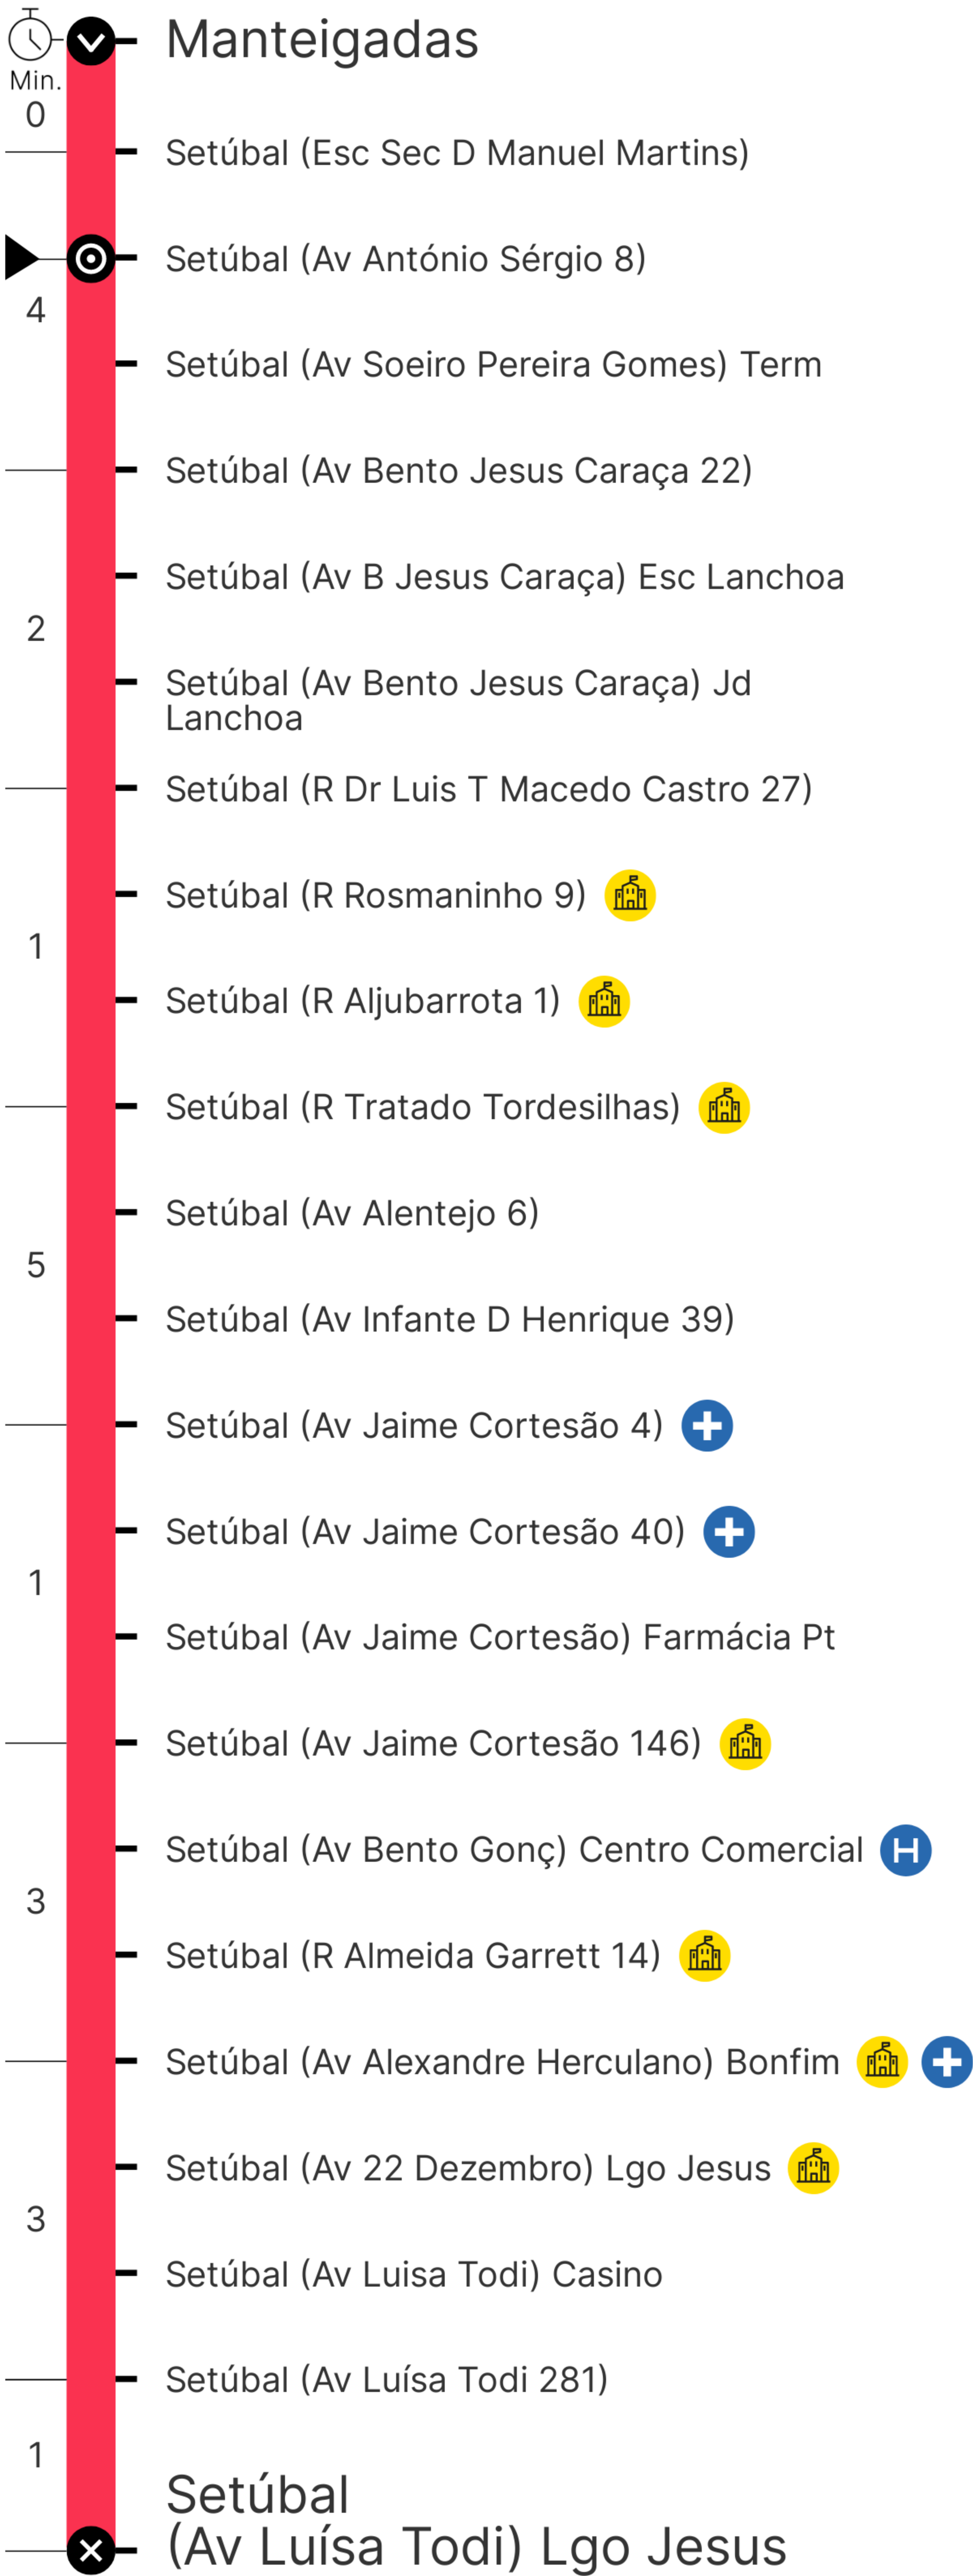 Manteigadas
Min.
0
Setúbal (Esc Sec D Manuel Martins)
Setúbal (Av António Sérgio 8)
4
Setúbal (Av Soeiro Pereira Gomes) Term
Setúbal (Av Bento Jesus Caraça 22)
Setúbal (Av B Jesus Caraça) Esc Lanchoa
2
Setúbal (Av Bento Jesus Caraça) Jd
Lanchoa
Setúbal (R Dr Luis T Macedo Castro 27)
Setúbal (R Rosmaninho 9)
1
Setúbal (R Aljubarrota 1)
Setúbal (R Tratado Tordesilhas)
Setúbal (Av Alentejo 6)
5
Setúbal (Av Infante D Henrique 39)
Setúbal (Av Jaime Cortesão 4)
Setúbal (Av Jaime Cortesão 40)
1
Setúbal (Av Jaime Cortesão) Farmácia Pt
Setúbal (Av Jaime Cortesão 146)
Setúbal (Av Bento Gonç) Centro Comercial H
3
Setúbal (R Almeida Garrett 14)
Setúbal (Av Alexandre Herculano) Bonfim
Setúbal (Av 22 Dezembro) Lgo Jesus
3
Setúbal (Av Luisa Todi) Casino
Setúbal (Av Luísa Todi 281)
1
Setúbal
(Av Luísa Todi) Lgo Jesus